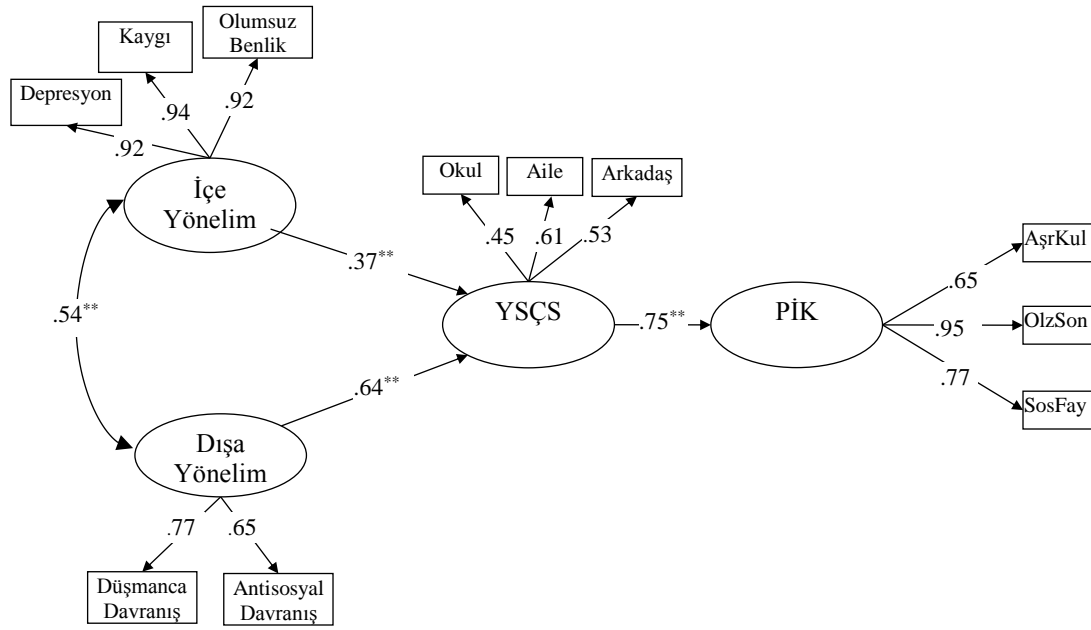 Olumsuz
Benlik
Kaygı
Depresyon
.92
.94
.92
İçe
Yönelim
Okul
Aile
Arkadaş
.45
.61
.53
.37**
.54**
YSÇS
.75**
PİK
AşrKul
.65
OlzSon
.95
SosFay
.77
.64**
Dışa
Yönelim
.77
.65
Düşmanca
Davranış
Antisosyal
Davranış